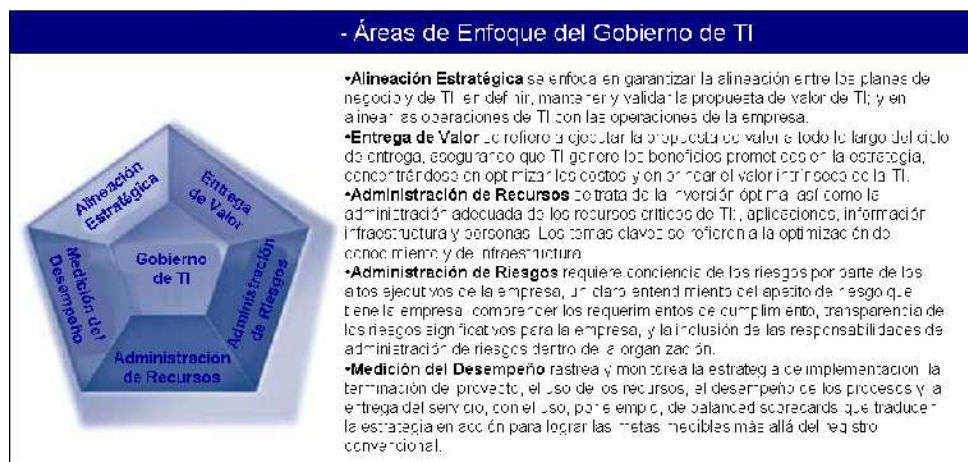 - Áreas de Enfoque del Gobierno de TI
Alineación
Estratégica
Entrega
de Valor
Medición del
Desempeño
Gobierno
de TI
Administración
de Riesgos
Administración
de Recursos
•Alineación Estratégica se enfoca en garantizar la alineación entre los planes de
negocio y de TI en definir, mantener y validar la propuesta de valor de TI; y en
alinear las operaciones de TI con las operaciones de la empresa.
•Entrega de Valor se refiere a ejecutar la propuesta de valor a todo lo largo del ciclo
de entrega, asegurando que TI genere los beneficios prometidos en la estrategia,
concentrándose en optimizar los costos y en brindar el valor intrínseco de la TI.
•Administración de Recursos se trata de la inversión óptima, así como la
administración adecuada de los recursos críticos de TI:, aplicaciones, información
infraestructura y personas. Los temas claves se refieren a la optimización de
conocimiento y de infraestructura.
•Administración de Riesgos requiere conciencia de los riesgos por parte de los
altos ejecutivos de la empresa, un claro entendimiento del apetito de riesgo que
tiene la empresa, comprender los requerimientos de cumplimiento, transparencia de
los riesgos significativos para la empresa, y la inclusión de las responsabilidades de
administración de riesgos dentro de la organización.
•Medición del Desempeño rastrea y monitorea la estrategia de implementación, la
terminación del proyecto, el uso de los recursos, el desempeño de los procesos y la
entrega del servicio, con el uso, por ejemplo, de balanced scorecards que traducen
la estrategia en acción para lograr las metas medibles más allá del registro
convencional.